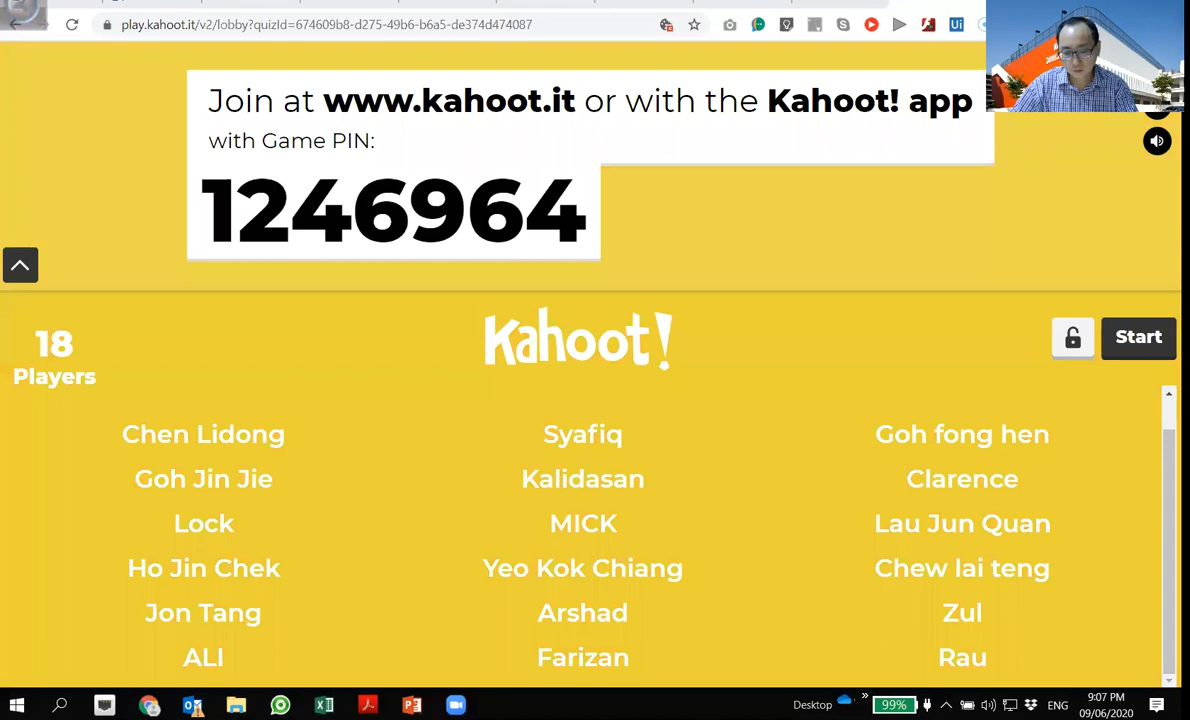 play.kahoot.it/v2/lobby?quizId=674609b8-d275-49b6-b6a5-de374d474087
Join at www.kahoot.it or with the Kahoot! app
with Game PIN:
1246964
18
Players
Kahoot!
Start
Chen Lidong Syafiq Goh fong hen
Goh Jin Jie Kalidasan Clarence
Lock MICK Lau Jun Quan
Ho Jin Chek Yeo Kok Chiang Chew lai teng
Jon Tang Arshad Zul
ALI Farizan Rau
Desktop 99% ENG 9:07 PM
09/06/2020